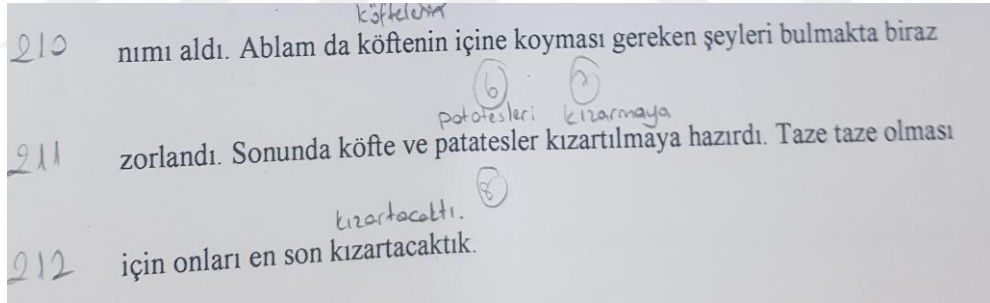 köftelerin
210 nımı aldı. Ablam da köftenin içine koyması gereken şeyleri bulmakta biraz
6 7
patatesleri kızarmaya
211 zorlandı. Sonunda köfte ve patatesler kızartılmaya hazırdı. Taze taze olması
8
kızartacaktı.
212 için onları en son kızartacaktık.